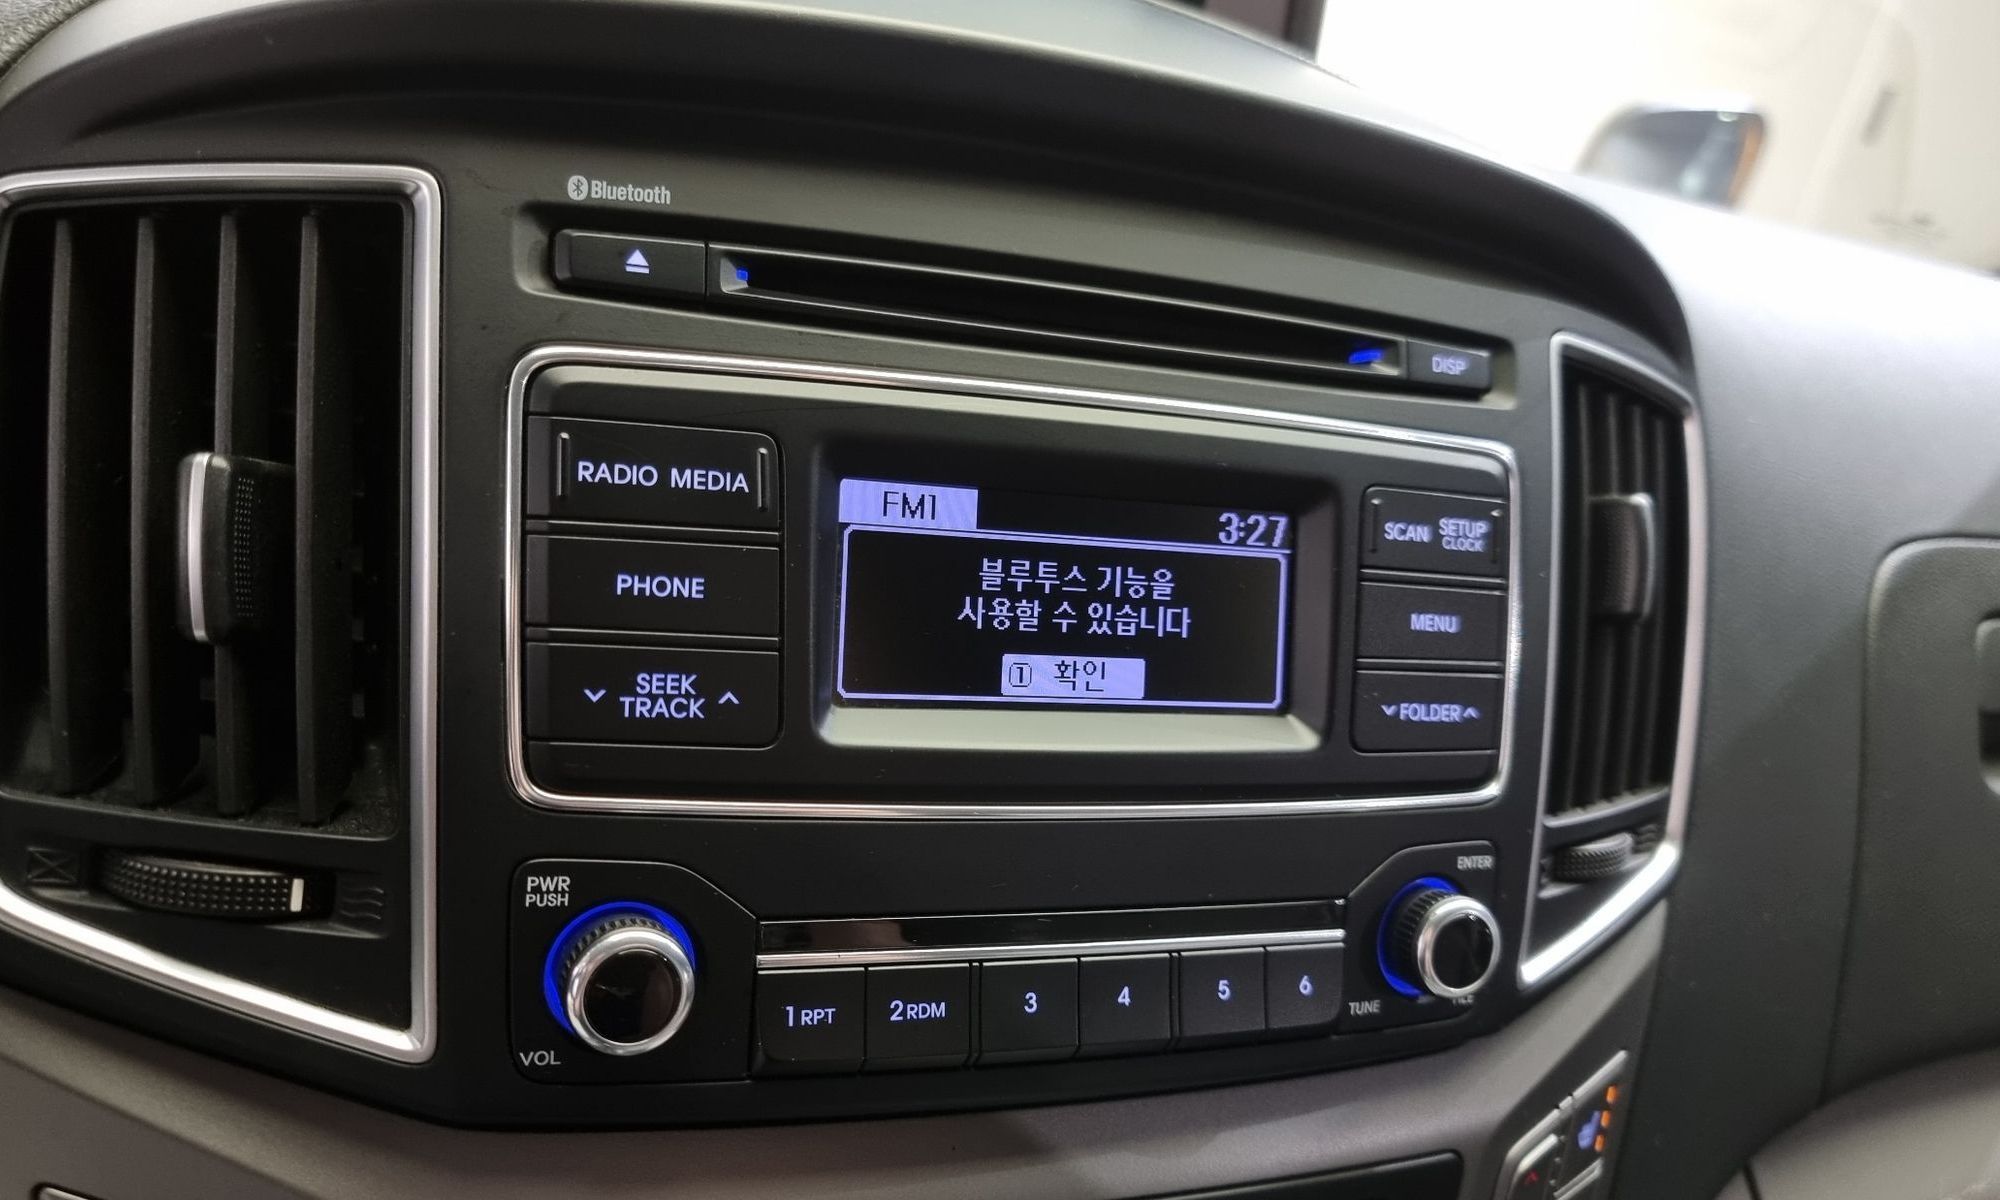 Bluetooth
DISP
RADIO MEDIA
PHONE
SEEK
TRACK
FM1
3:27
블루투스 기능을
사용할 수 있습니다
① 확인
SCAN SETUP
CLOCK
MENU
FOLDER
PWR
PUSH
VOL
1 RPT
2 RDM
3
4
5
6
ENTER
TUNE
FILE